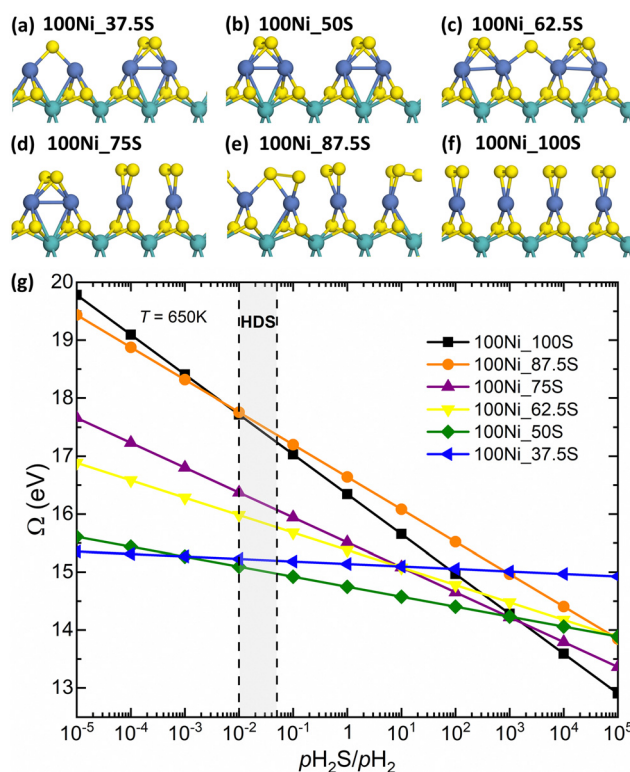 (a) 100Ni_37.5S
(b) 100Ni_50S
(c) 100Ni_62.5S
(d) 100Ni_75S
(e) 100Ni_87.5S
(f) 100Ni_100S
(g)
T = 650K
HDS
100Ni_100S
100Ni_87.5S
100Ni_75S
100Ni_62.5S
100Ni_50S
100Ni_37.5S
Ω (eV)
20
19
18
17
16
15
14
13
10⁻⁵ 10⁻⁴ 10⁻³ 10⁻² 10⁻¹ 1 10¹ 10² 10³ 10⁴ 10⁵
pH₂S/pH₂